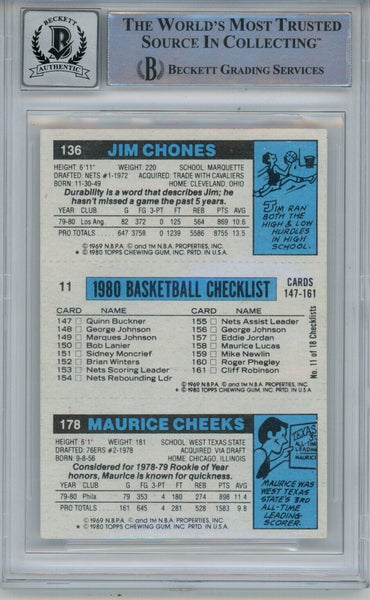 BECKETT
AUTHENTIC
THE WORLD'S MOST TRUSTED
SOURCE IN COLLECTING™
B BECKETT GRADING SERVICES
136 JIM CHONES
HEIGHT: 6'11" WEIGHT: 220 SCHOOL: MARQUETTE
DRAFTED: NETS #1-1972 ACQUIRED: TRADE WITH CAVALIERS
BORN: 11-30-49 HOME: CLEVELAND, OHIO
Durability is a word that describes Jim; he
hasn't missed a game the past 5 years.
YEAR CLUB G FG 3-PT FT REB PTS AV.
79-80 Los Ang. 82 372 0 125 564 869 10.6
PRO TOTALS 647 3758 0 1239 5586 8755 13.5
© 1969 N.B.A. PROPERTIES, INC.
* © 1980 TOPPS CHEWING GUM, INC. PRTD. IN U.S.A.
JIM RAN
BOTH THE
HIGH & LOW
HURDLES IN
HIGH SCHOOL.
11 1980 BASKETBALL CHECKLIST CARDS
147-161
CARD NAME CARD NAME
147 Quinn Buckner
148 George Johnson
149 Marques Johnson
150 Bob Lanier
151 Sidney Moncrief
152 Brian Winters
153 Nets Scoring Leader
154 Nets Rebounding Ldr
155 Nets Assist Leader
156 George Johnson
157 Eddie Jordan
158 Maurice Lucas
159 Mike Newlin
160 Roger Phegley
161 Cliff Robinson
© 1969 N.B.A. and TM N.B.A. PROPERTIES, INC.
* © 1980 TOPPS CHEWING GUM, INC. PRTD. IN U.S.A.
No. 11 of 18 Checklists
178 MAURICE CHEEKS
HEIGHT: 6'1" WEIGHT: 181 SCHOOL: WEST TEXAS STATE
DRAFTED: 76ERS #2-1978 ACQUIRED: VIA DRAFT
BORN: 9-8-56 HOME: CHICAGO, ILLINOIS
Considered for 1978-79 Rookie of Year
honors, Maurice is known for quickness.
YEAR CLUB G FG 3-PT FT REB PTS AV.
79-80 Phila. 79 353 4 180 274 898 11.4
PRO TOTALS 161 645 4 281 528 1583 9.8
© 1969 N.B.A. and TM N.B.A. PROPERTIES, INC.
* © 1980 TOPPS CHEWING GUM, INC. PRTD. IN U.S.A.
TEXAS
ALL-TIME
LEADING
MAURICE
MAURICE WAS
WEST TEXAS
STATE'S 3RD
ALL-TIME
LEADING
SCORER.